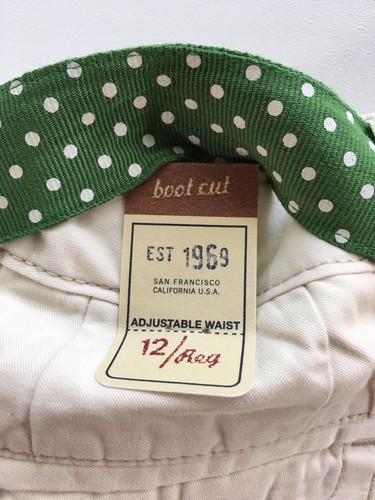 boot cut
EST 1969
SAN FRANCISCO
CALIFORNIA U.S.A.
ADJUSTABLE WAIST
12/Reg